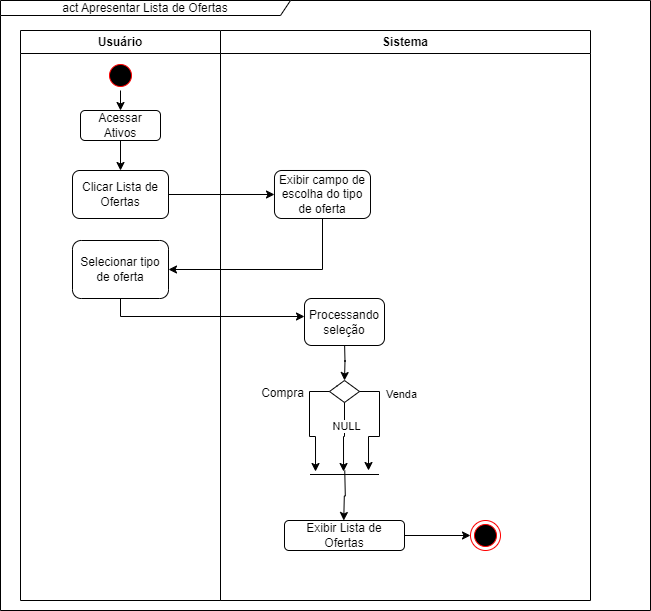 act Apresentar Lista de Ofertas
Usuário
Sistema
Acessar
Ativos
Clicar Lista de
Ofertas
Exibir campo de
escolha do tipo
de oferta
Selecionar tipo
de oferta
Processando
seleção
Compra
Venda
NULL
Exibir Lista de
Ofertas